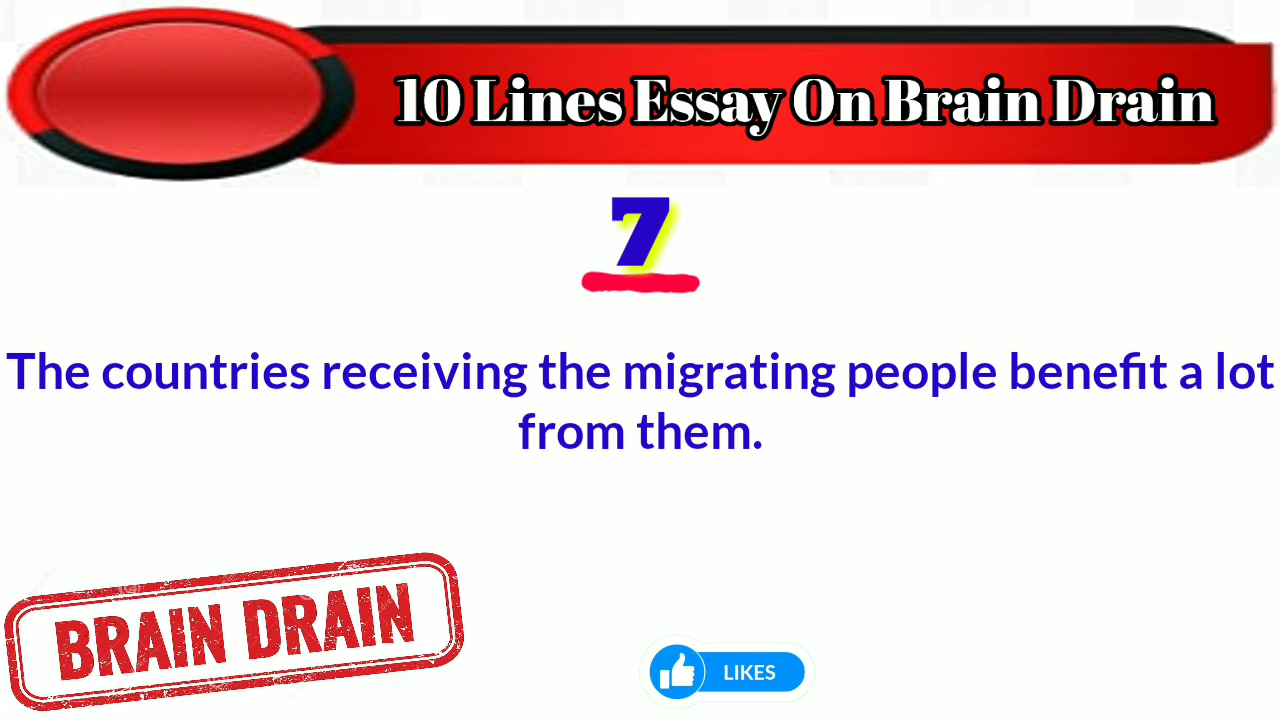 10 Lines Essay On Brain Drain
7
The countries receiving the migrating people benefit a lot
from them.
BRAIN DRAIN
LIKES